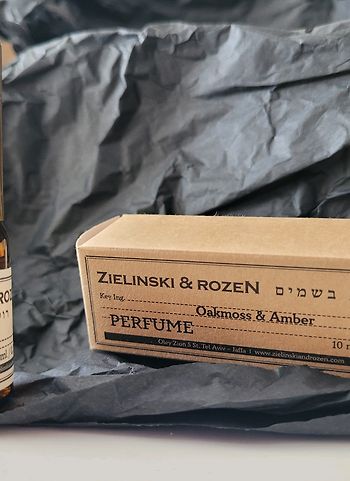 ZIELINSKI & ROZEN בשמים
Key Ing.
Oakmoss & Amber
PERFUME
10
Oley Zion 5 St. Tel Aviv - Jaffa | www.zielinskiandrozen.com